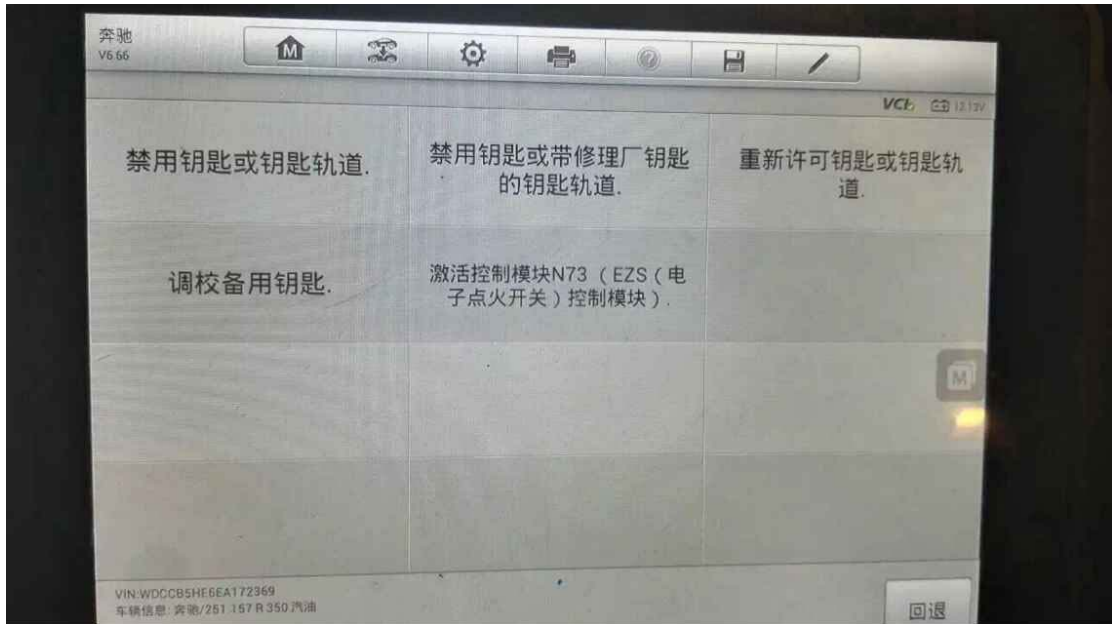 奔驰
V6.66
M
VCI
禁用钥匙或钥匙轨道.
禁用钥匙或带修理厂钥匙
的钥匙轨道.
重新许可钥匙或钥匙轨
道.
调校备用钥匙.
激活控制模块N73 （EZS（电
子点火开关）控制模块）.
M
VIN:WDCCB5HE6EA172369
车辆信息: 奔驰/251.157 R 350 汽油
回退